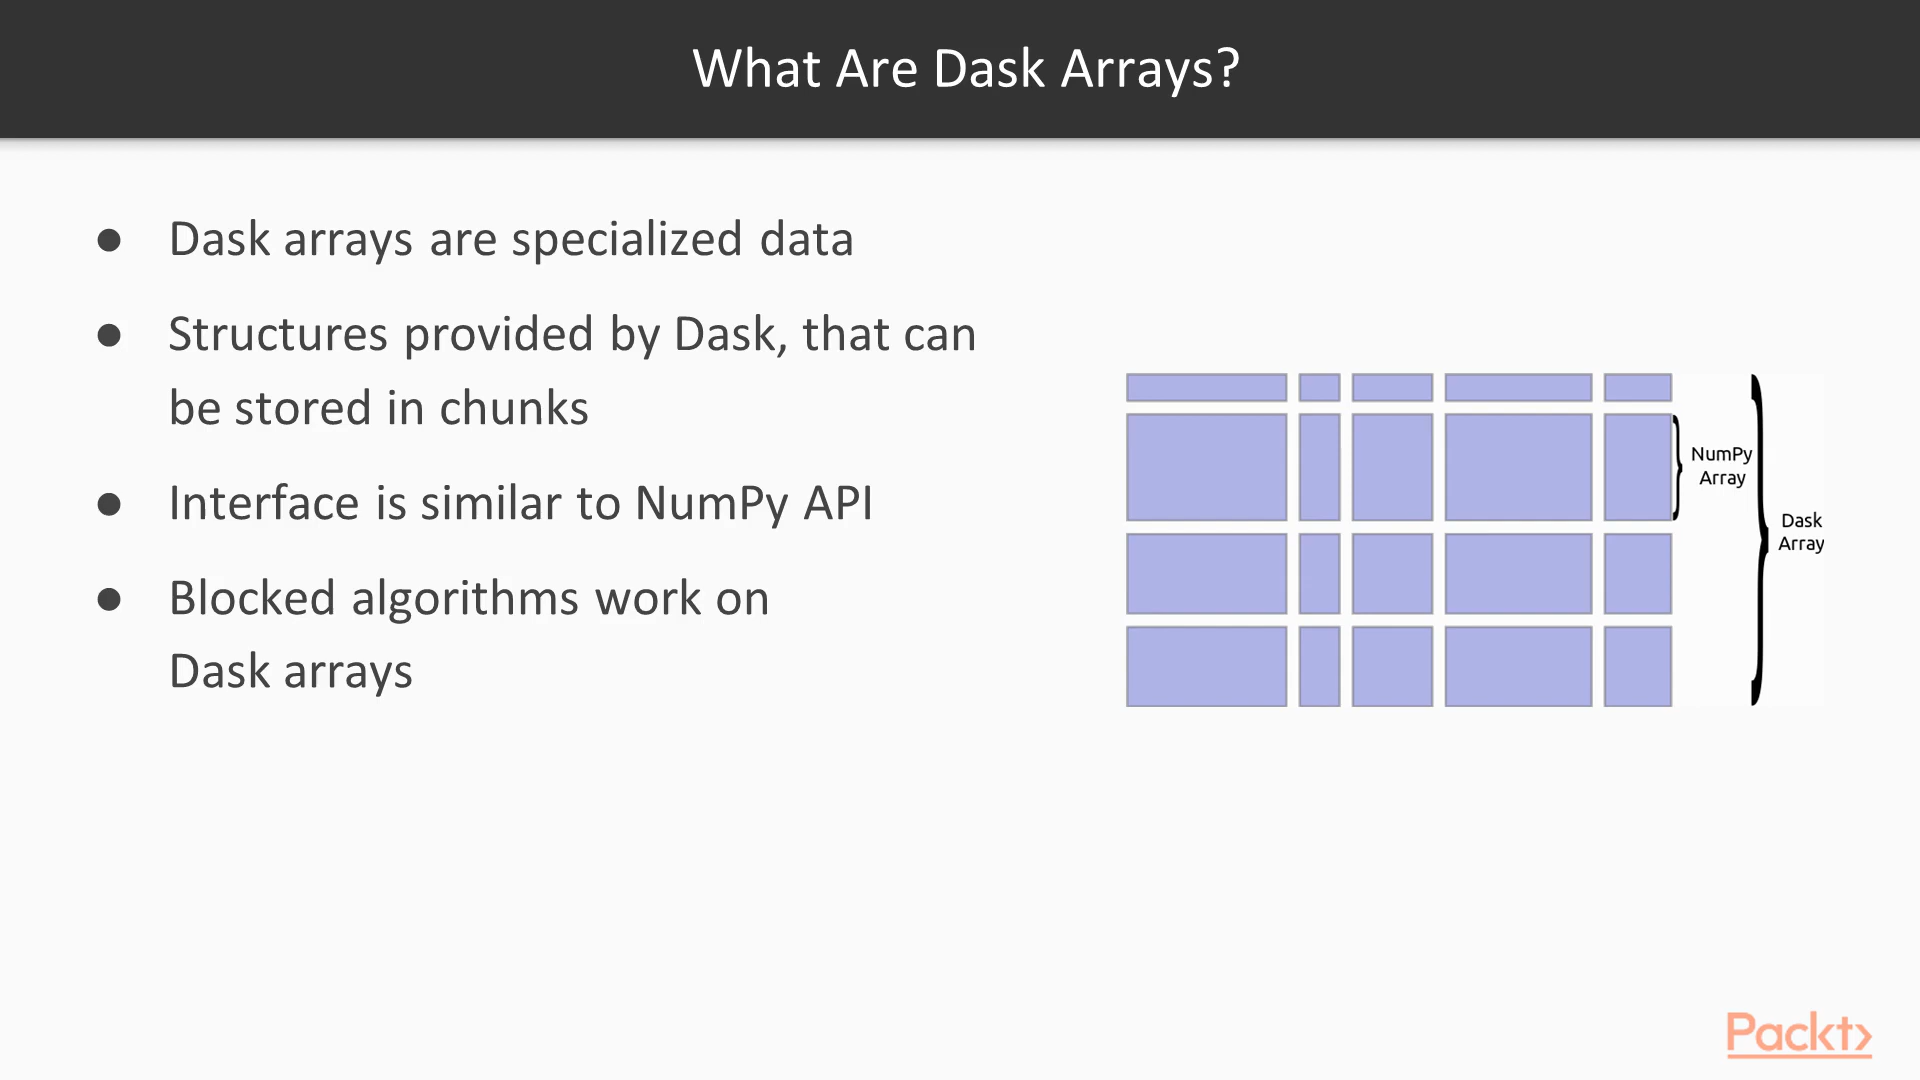 What Are Dask Arrays?
● Dask arrays are specialized data
● Structures provided by Dask, that can
be stored in chunks
● Interface is similar to NumPy API
● Blocked algorithms work on
Dask arrays
NumPy
Array
Dask
Array
Packt>